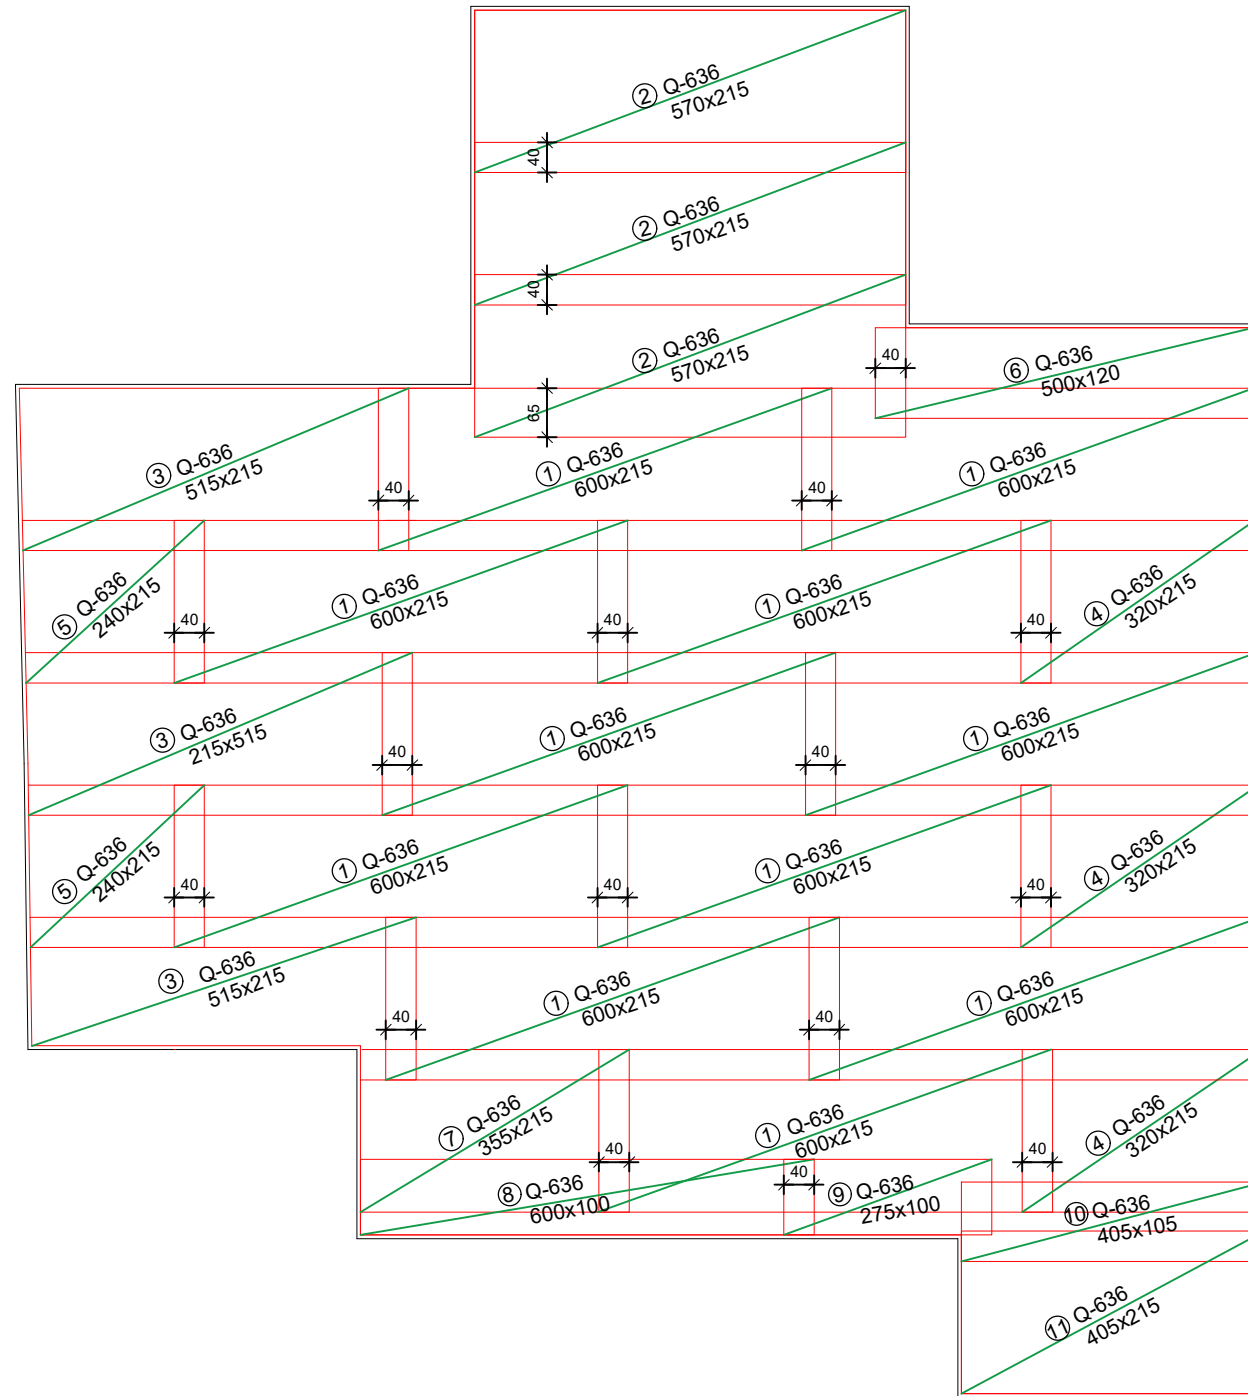 ② Q-636
570x215
40
② Q-636
570x215
40
② Q-636
570x215
65
40
⑥ Q-636
500x120
③ Q-636
515x215
40
① Q-636
600x215
40
① Q-636
600x215
⑤ Q-636
240x215
40
① Q-636
600x215
40
① Q-636
600x215
40
④ Q-636
320x215
③ Q-636
215x515
40
① Q-636
600x215
40
① Q-636
600x215
⑤ Q-636
240x215
40
① Q-636
600x215
40
① Q-636
600x215
40
④ Q-636
320x215
③ Q-636
515x215
40
① Q-636
600x215
40
① Q-636
600x215
⑦ Q-636
355x215
40
① Q-636
600x215
40
④ Q-636
320x215
⑧ Q-636
600x100
40
⑨ Q-636
275x100
⑩ Q-636
405x105
⑪ Q-636
405x215